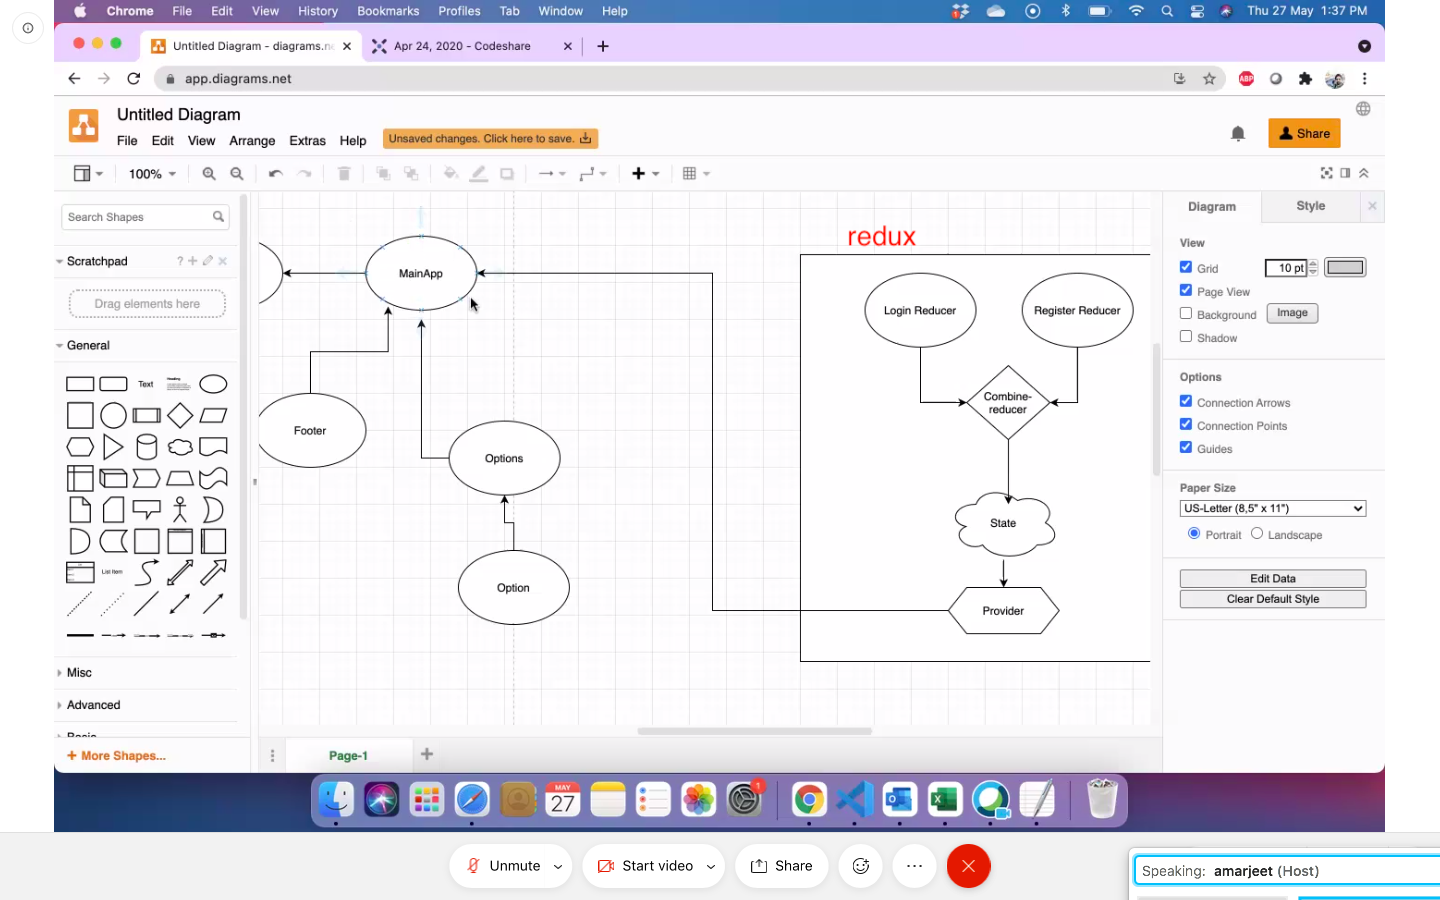 Chrome File Edit View History Bookmarks Profiles Tab Window Help Thu 27 May 1:37 PM
Untitled Diagram - diagrams.ne Apr 24, 2020 - Codeshare
app.diagrams.net ABP
Untitled Diagram
File Edit View Arrange Extras Help Unsaved changes. Click here to save. Share
100%
Search Shapes
Scratchpad ?
Drag elements here
General
Text Heading
List Item
Misc
Advanced
Basic
+ More Shapes...
redux
MainApp
Login Reducer Register Reducer
Combine-
reducer
Footer
Options
State
Option
Provider
Page-1
Diagram Style
View
Grid 10 pt
Page View
Background Image
Shadow
Options
Connection Arrows
Connection Points
Guides
Paper Size
US-Letter (8,5" x 11")
Portrait Landscape
Edit Data
Clear Default Style
MAY
27
1
Unmute Start video Share
Speaking: amarjeet (Host)